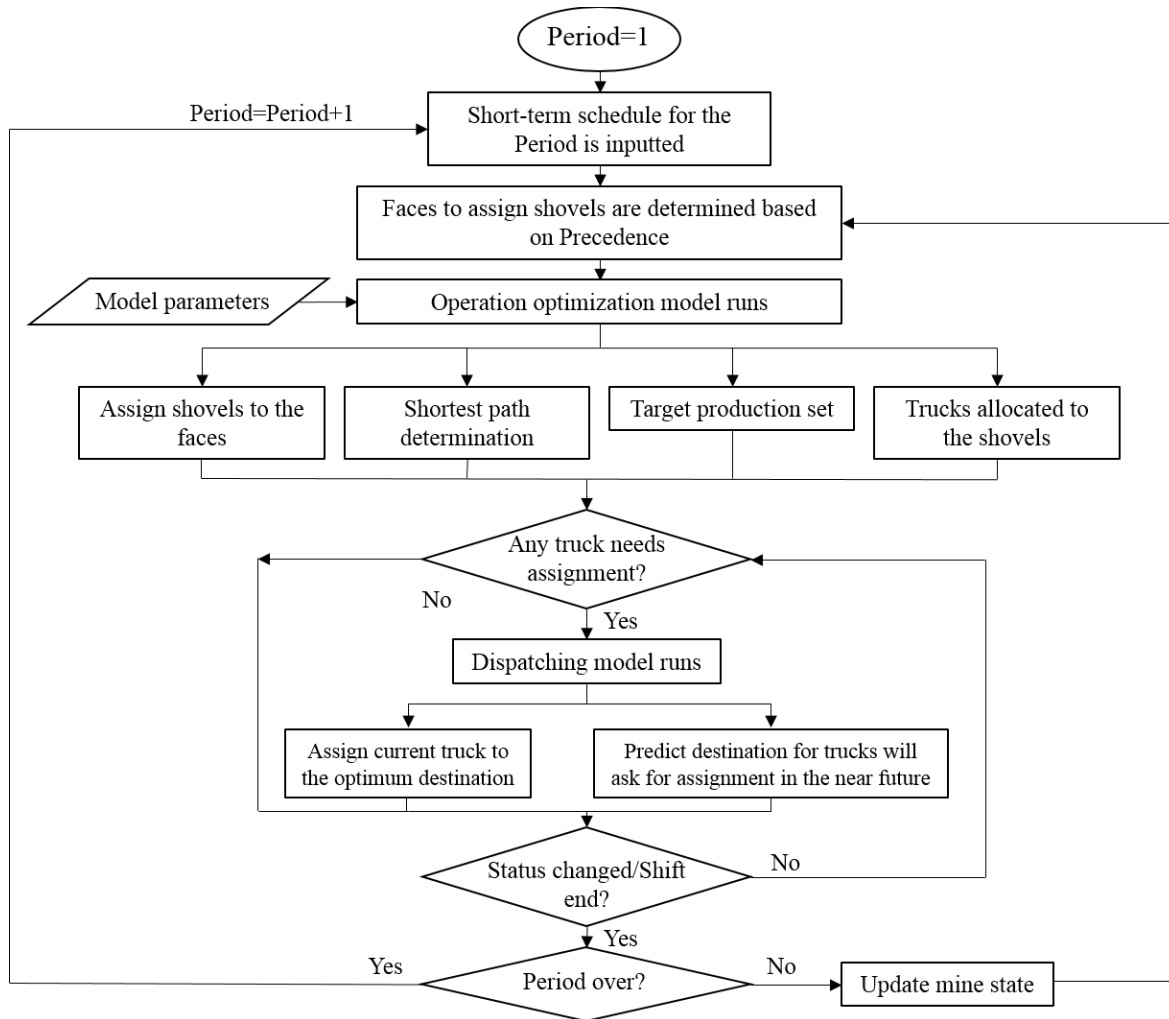 Period=1
Period=Period+1
Short-term schedule for the
Period is inputted
Faces to assign shovels are determined based
on Precedence
Model parameters
Operation optimization model runs
Assign shovels to the
faces
Shortest path
determination
Target production set
Trucks allocated to
the shovels
Any truck needs
assignment?
No
Yes
Dispatching model runs
Assign current truck to
the optimum destination
Predict destination for trucks will
ask for assignment in the near future
Status changed/Shift
end?
No
Yes
Yes
Period over?
No
Update mine state